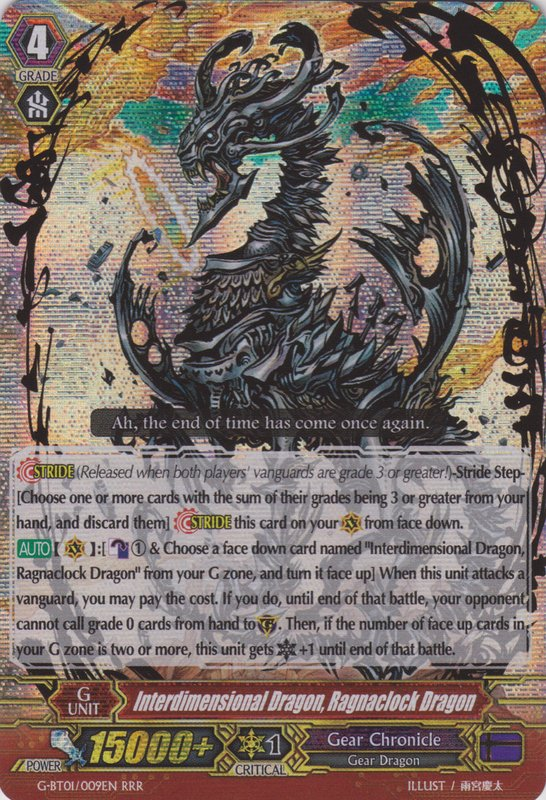 4
GRADE
Ah, the end of time has come once again.
STRIDE (Released when both players' vanguards are grade 3 or greater!)-Stride Step-
[Choose one or more cards with the sum of their grades being 3 or greater from your
hand, and discard them] STRIDE this card on your V from face down.
AUTO [V]:[① & Choose a face down card named "Interdimensional Dragon,
Ragnaclock Dragon" from your G zone, and turn it face up] When this unit attacks a
vanguard, you may pay the cost. If you do, until end of that battle, your opponent
cannot call grade 0 cards from hand to G. Then, if the number of face up cards in
your G zone is two or more, this unit gets +1 until end of that battle.
G
UNIT
Interdimensional Dragon, Ragnaclock Dragon
POWER
15000+
1
CRITICAL
Gear Chronicle
Gear Dragon
G-BT01/009EN RRR
ILLUST / 雨宮慶太